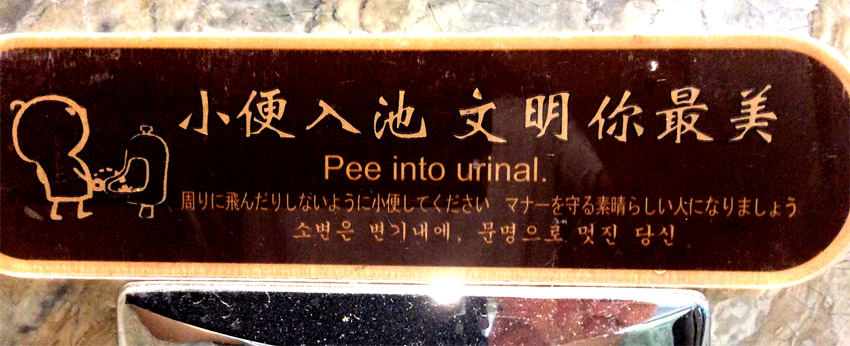 小便入池 文明你最美
Pee into urinal.
周りに飛んだりしないように小便してください　マナーを守る素晴らしい人になりましょう
소변은 변기내에, 문명으로 멋진 당신